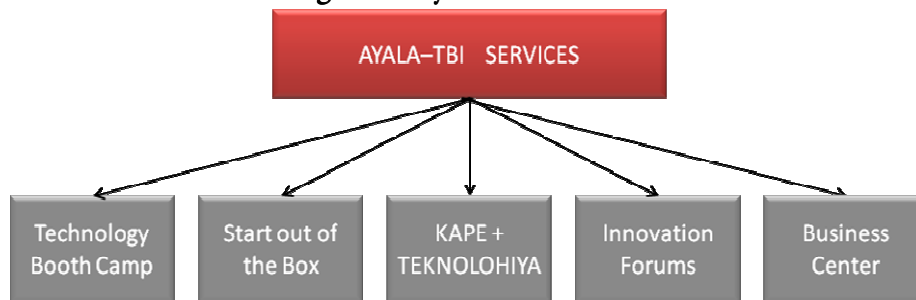 AYALA–TBI SERVICES
Technology
Booth Camp
Start out of
the Box
KAPE +
TEKNOLOHIYA
Innovation
Forums
Business
Center